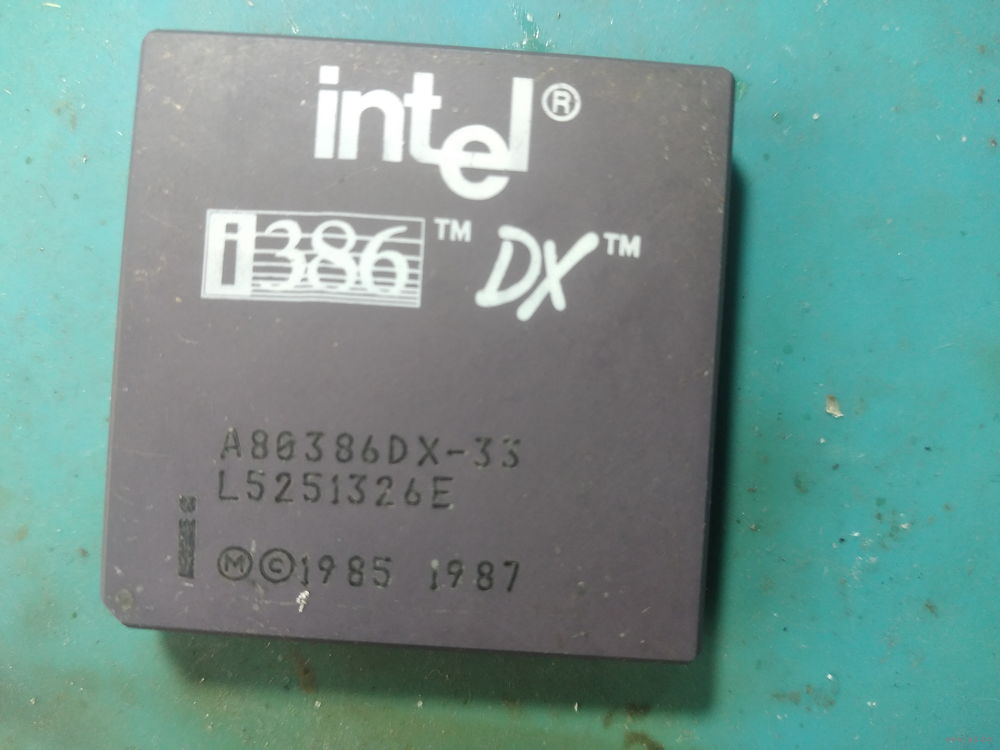 intel®
i386™ DX™
A80386DX-33
L5251326E
Ⓜ©1985 1987